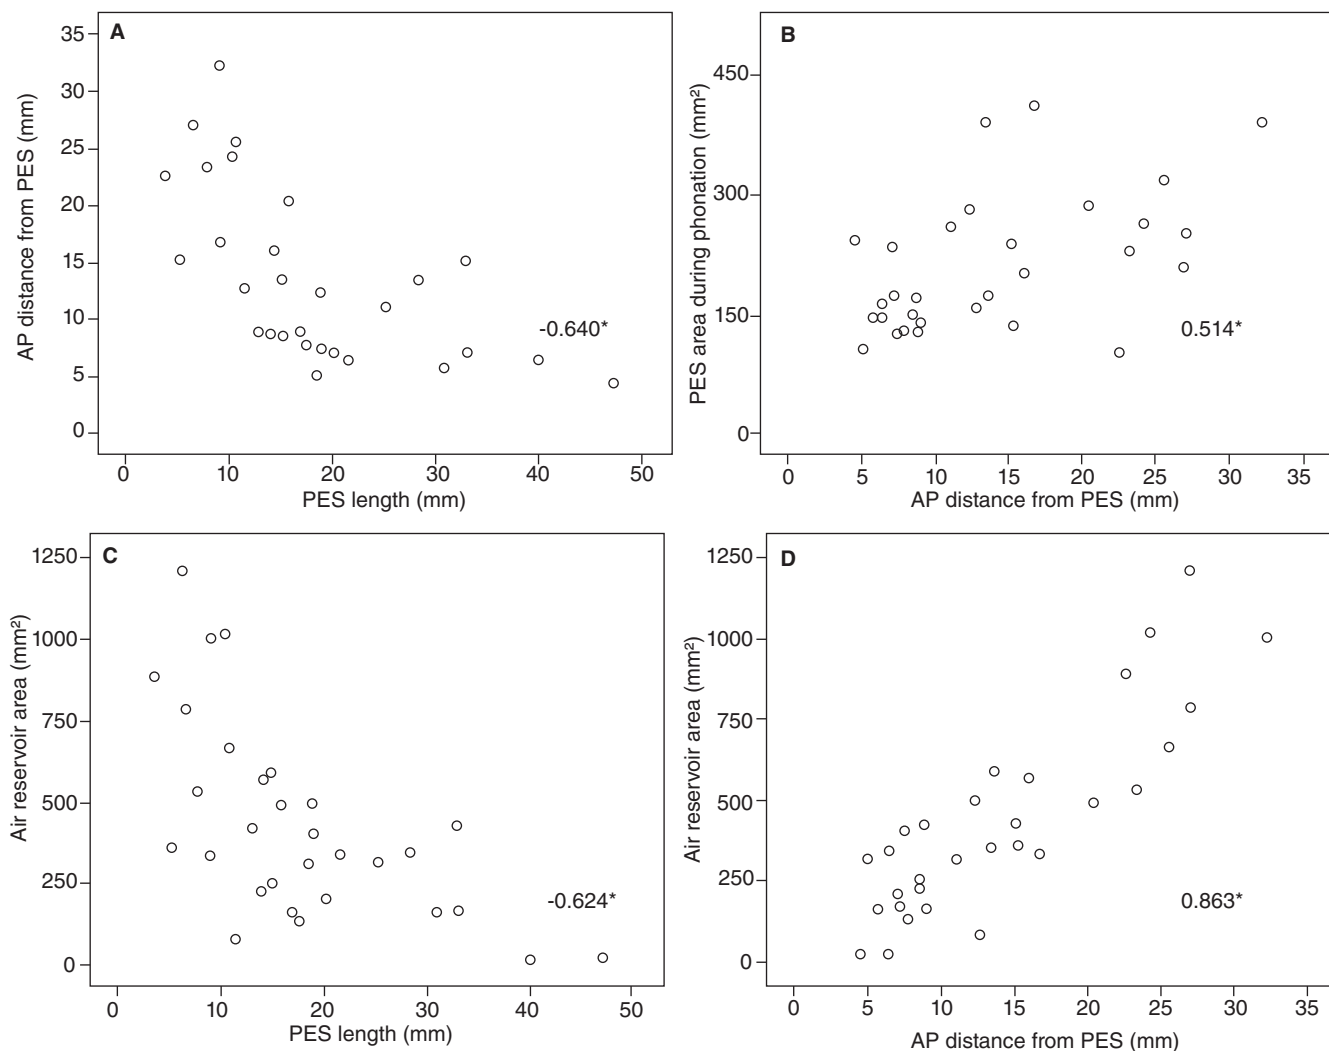 A
AP distance from PES (mm)
35
30
25
20
15
10
5
0
-0.640*
0 10 20 30 40 50
PES length (mm)
B
PES area during phonation (mm²)
450
300
150
0
0.514*
0 5 10 15 20 25 30 35
AP distance from PES (mm)
C
Air reservoir area (mm²)
1250
1000
750
500
250
0
-0.624*
0 10 20 30 40 50
PES length (mm)
D
Air reservoir area (mm²)
1250
1000
750
500
250
0
0.863*
0 5 10 15 20 25 30 35
AP distance from PES (mm)